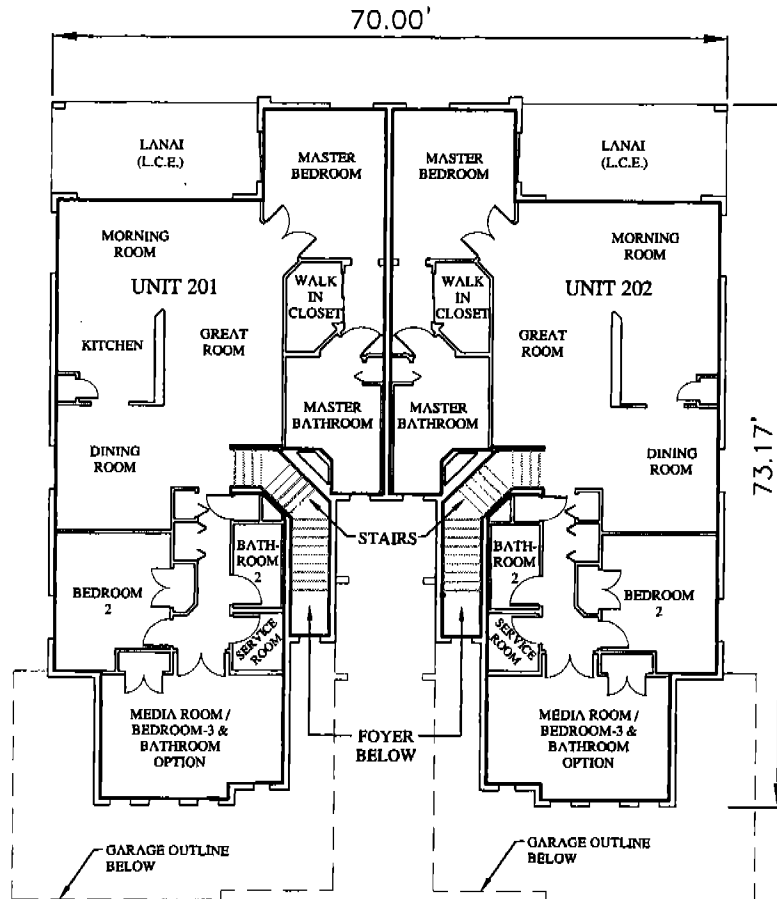 70.00'
LANAI
(L.C.E.)
MASTER
BEDROOM
MASTER
BEDROOM
LANAI
(L.C.E.)
MORNING
ROOM
MORNING
ROOM
UNIT 201
WALK
IN
CLOSET
WALK
IN
CLOSET
UNIT 202
KITCHEN
GREAT
ROOM
GREAT
ROOM
MASTER
BATHROOM
MASTER
BATHROOM
DINING
ROOM
DINING
ROOM
73.17'
STAIRS
BATH-
ROOM
2
BATH-
ROOM
2
BEDROOM
2
BEDROOM
2
SERVICE
ROOM
SERVICE
ROOM
MEDIA ROOM /
BEDROOM-3 &
BATHROOM
OPTION
FOYER
BELOW
MEDIA ROOM /
BEDROOM-3 &
BATHROOM
OPTION
GARAGE OUTLINE
BELOW
GARAGE OUTLINE
BELOW